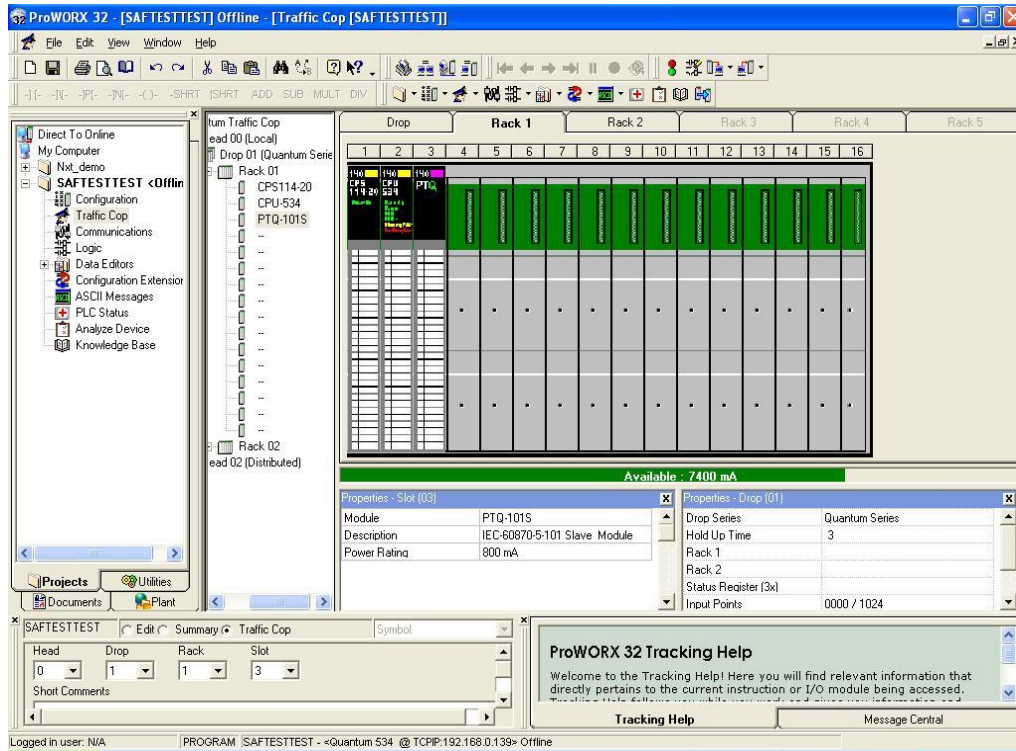 ProWORX 32 - [SAFTESTTEST] Offline - [Traffic Cop [SAFTESTTEST]]
File Edit View Window Help
-] [- -]\[- -]P[- -]N[- -( )- -SHRT |SHRT ADD SUB MULT DIV
Direct To Online
My Computer
Nxt_demo
SAFTESTTEST <Offlin
Configuration
Traffic Cop
Communications
Logic
Data Editors
Configuration Extension
ASCII Messages
PLC Status
Analyze Device
Knowledge Base
Projects Utilities
Documents Plant
tum Traffic Cop
ead 00 (Local)
Drop 01 (Quantum Serie
Rack 01
CPS114-20
CPU-534
PTQ-101S
--
--
--
--
--
--
--
--
--
--
--
--
--
Rack 02
ead 02 (Distributed)
Drop Rack 1 Rack 2 Rack 3 Rack 4 Rack 5
1 2 3 4 5 6 7 8 9 10 11 12 13 14 15 16
140 140 140
CPS CPU PTQ
114-20 534
Available : 7400 mA
Properties - Slot (03)
Module PTQ-101S
Description IEC-60870-5-101 Slave Module
Power Rating 800 mA
Properties - Drop (01)
Drop Series Quantum Series
Hold Up Time 3
Rack 1
Rack 2
Status Register (3x)
Input Points 0000 / 1024
SAFTESTTEST Edit Summary Traffic Cop Symbol
Head Drop Rack Slot
0 1 1 3
Short Comments
ProWORX 32 Tracking Help
Welcome to the Tracking Help! Here you will find relevant information that
directly pertains to the current instruction or I/O module being accessed.
Tracking Help Message Central
Logged in user: N/A PROGRAM SAFTESTTEST - <Quantum 534 @ TCPIP:192.168.0.139> Offline